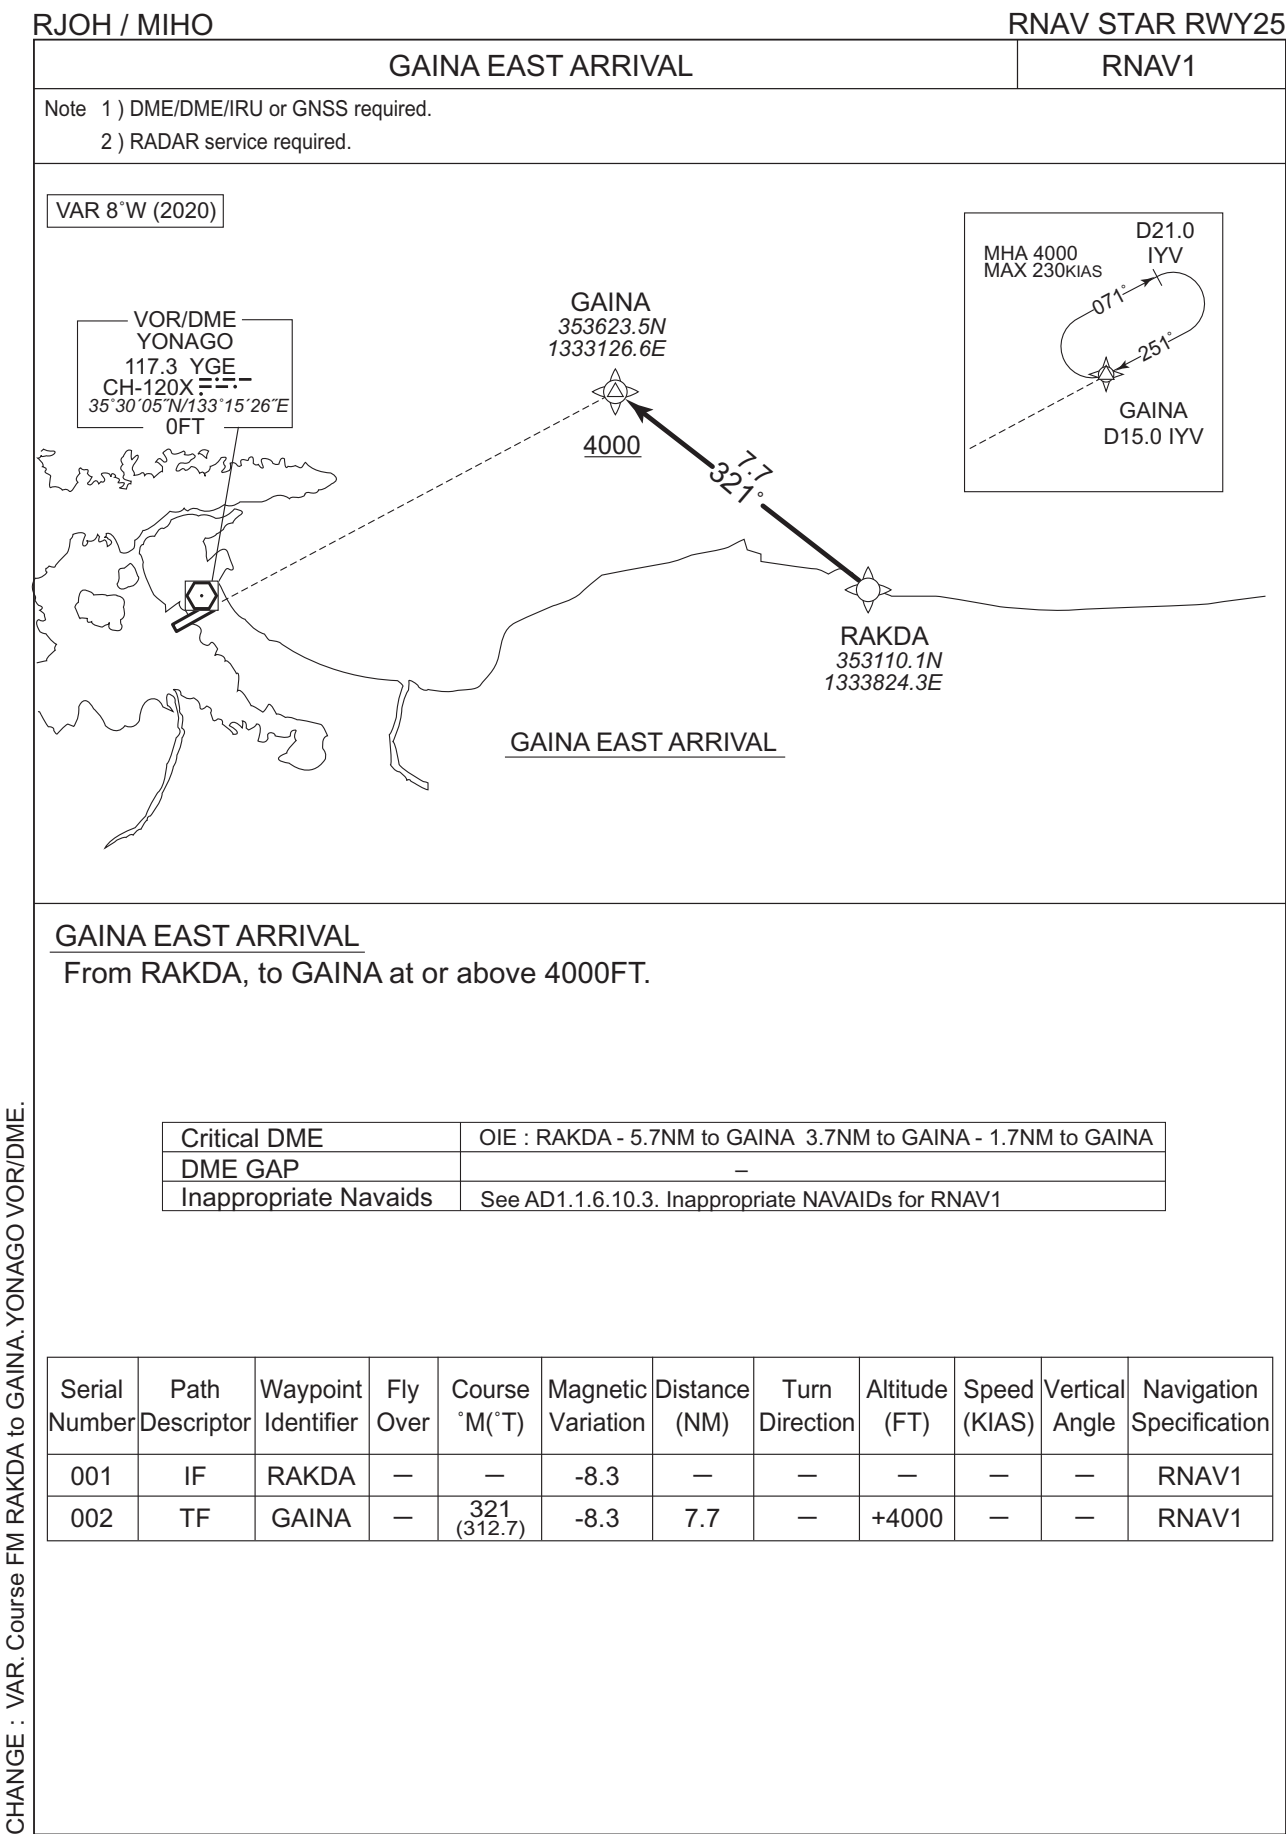 RJOH / MIHO
RNAV STAR RWY25
GAINA EAST ARRIVAL
RNAV1
Note 1 ) DME/DME/IRU or GNSS required.
2 ) RADAR service required.
VAR 8˚W (2020)
VOR/DME
YONAGO
117.3 YGE
CH-120X
35˚30´05˝N/133˚15´26˝E
0FT
GAINA
353623.5N
1333126.6E
4000
7.7
321˚
RAKDA
353110.1N
1333824.3E
GAINA EAST ARRIVAL
D21.0
IYV
MHA 4000
MAX 230KIAS
071˚
251˚
GAINA
D15.0 IYV
GAINA EAST ARRIVAL
From RAKDA, to GAINA at or above 4000FT.
Critical DME OIE : RAKDA - 5.7NM to GAINA 3.7NM to GAINA - 1.7NM to GAINA
DME GAP –
Inappropriate Navaids See AD1.1.6.10.3. Inappropriate NAVAIDs for RNAV1
Serial Path Waypoint Fly Course Magnetic Distance Turn Altitude Speed Vertical Navigation
Number Descriptor Identifier Over ˚M(˚T) Variation (NM) Direction (FT) (KIAS) Angle Specification
001 IF RAKDA — — -8.3 — — — — — RNAV1
002 TF GAINA — 321 (312.7) -8.3 7.7 — +4000 — — RNAV1
CHANGE : VAR. Course FM RAKDA to GAINA. YONAGO VOR/DME.